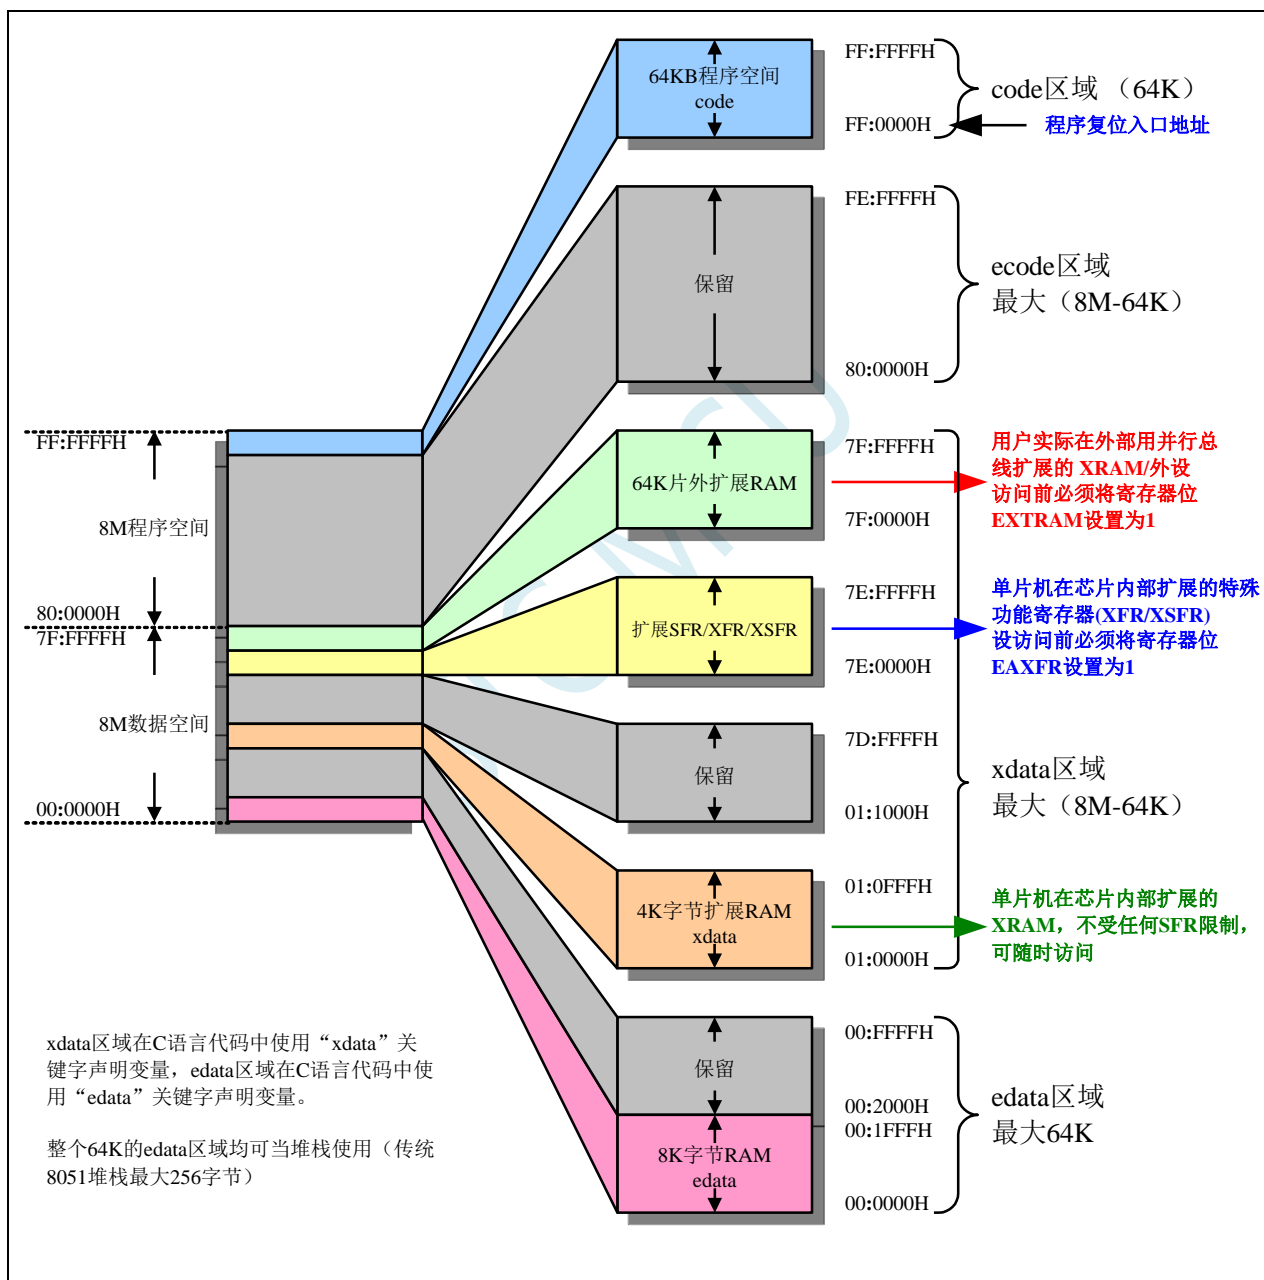 64KB程序空间
code
FF:FFFFH
FF:0000H
code区域 （64K）
程序复位入口地址
保留
FE:FFFFH
80:0000H
ecode区域
最大（8M-64K）
FF:FFFFH
8M程序空间
80:0000H
7F:FFFFH
8M数据空间
00:0000H
64K片外扩展RAM
7F:FFFFH
7F:0000H
用户实际在外部用并行总
线扩展的 XRAM/外设
访问前必须将寄存器位
EXTRAM设置为1
扩展SFR/XFR/XSFR
7E:FFFFH
7E:0000H
单片机在芯片内部扩展的特殊
功能寄存器(XFR/XSFR)
设访问前必须将寄存器位
EAXFR设置为1
保留
7D:FFFFH
01:1000H
xdata区域
最大（8M-64K）
4K字节扩展RAM
xdata
01:0FFFH
01:0000H
单片机在芯片内部扩展的
XRAM，不受任何SFR限制，
可随时访问
保留
00:FFFFH
00:2000H
00:1FFFH
8K字节RAM
edata
00:0000H
edata区域
最大64K
xdata区域在C语言代码中使用“xdata”关
键字声明变量，edata区域在C语言代码中使
用“edata”关键字声明变量。
整个64K的edata区域均可当堆栈使用（传统
8051堆栈最大256字节）